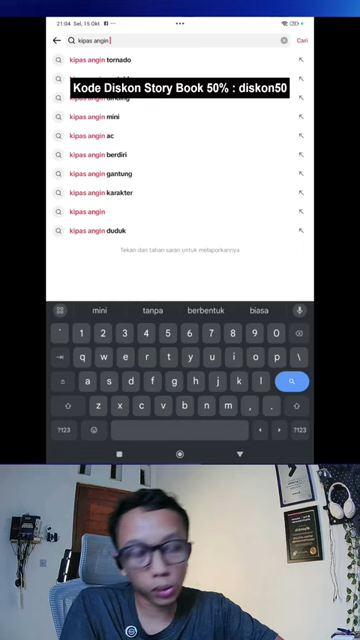 21:04 Sel, 15 Okt
kipas angin
Cari
kipas angin tornado
Kode Diskon Story Book 50% : diskon50
kipas angin dinding
kipas angin mini
kipas angin ac
kipas angin berdiri
kipas angin gantung
kipas angin karakter
kipas angin
kipas angin duduk
Tekan dan tahan saran untuk melaporkannya
mini tanpa berbentuk biasa
` 1 2 3 4 5 6 7 8 9 0
q w e r t y u i o p \
a s d f g h j k l
z x c v b n m , .
?123 ?123